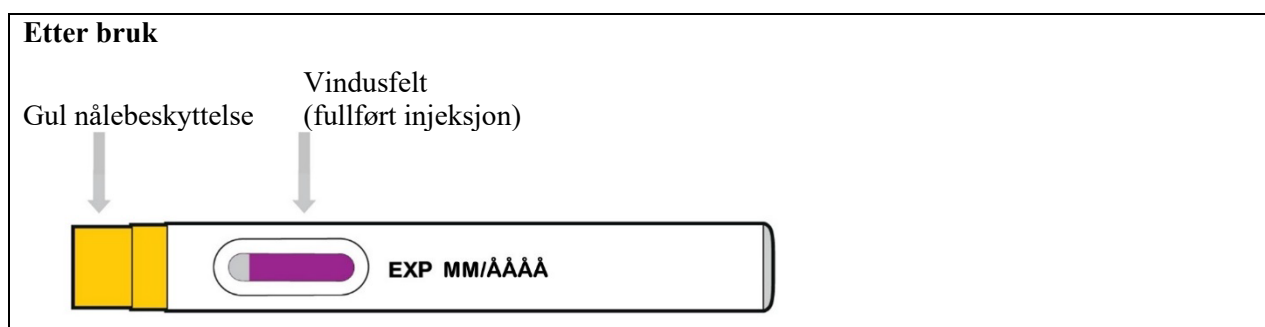 Etter bruk
Vindusfelt
Gul nålebeskyttelse (fullført injeksjon)
EXP MM/ÅÅÅÅ